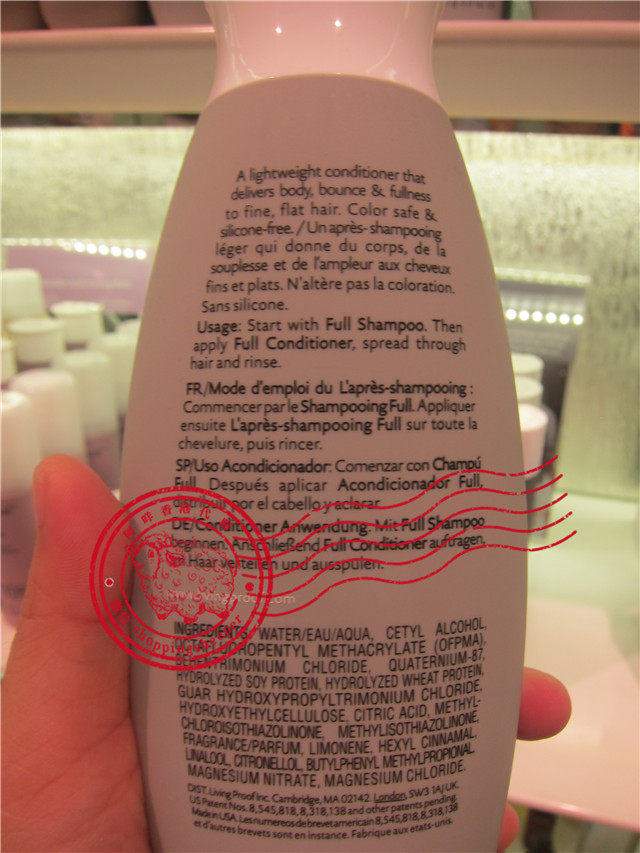 A lightweight conditioner that
delivers body, bounce & fullness
to fine, flat hair. Color safe &
silicone-free. / Un après-shampooing
léger qui donne du corps, de la
souplesse et de l'ampleur aux cheveux
fins et plats. N'altère pas la coloration.
Sans silicone.
Usage: Start with Full Shampoo. Then
apply Full Conditioner, spread through
hair and rinse.
FR/Mode d'emploi du L'après-shampooing :
Commencer par le Shampooing Full. Appliquer
ensuite L'après-shampooing Full sur toute la
chevelure, puis rincer.
SP/Uso Acondicionador: Comenzar con Champú
Full. Después aplicar Acondicionador Full,
distribuir por el cabello y aclarar.
DE/Conditioner Anwendung: Mit Full Shampoo
beginnen. Anschließend Full Conditioner auftragen,
im Haar verteilen und ausspülen.
www.livingproof.com
INGREDIENTS: WATER/EAU/AQUA, CETYL ALCOHOL,
OCTAFLUOROPENTYL METHACRYLATE (OFPMA),
BEHENTRIMONIUM CHLORIDE, QUATERNIUM-87,
HYDROLYZED SOY PROTEIN, HYDROLYZED WHEAT PROTEIN,
GUAR HYDROXYPROPYLTRIMONIUM CHLORIDE,
HYDROXYETHYLCELLULOSE, CITRIC ACID, METHYL-
CHLOROISOTHIAZOLINONE, METHYLISOTHIAZOLINONE,
FRAGRANCE/PARFUM, LIMONENE, HEXYL CINNAMAL,
LINALOOL, CITRONELLOL, BUTYLPHENYL METHYLPROPIONAL
MAGNESIUM NITRATE, MAGNESIUM CHLORIDE.
DIST. Living Proof Inc. Cambridge, MA 02142. London, SW3 1AJ UK.
US Patent Nos. 8,545,818, 8,318,138 and other patents pending.
Made in USA. Les numeros de brevet americain 8,545,818, 8,318,138
et d'autres brevets sont en instance. Fabrique aux etats-unis.